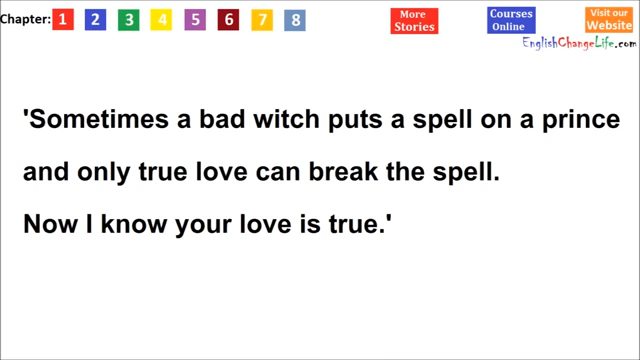 Chapter: 1 2 3 4 5 6 7 8
More Stories
Courses Online
Visit our Website
EnglishChangeLife.com
'Sometimes a bad witch puts a spell on a prince
and only true love can break the spell.
Now I know your love is true.'